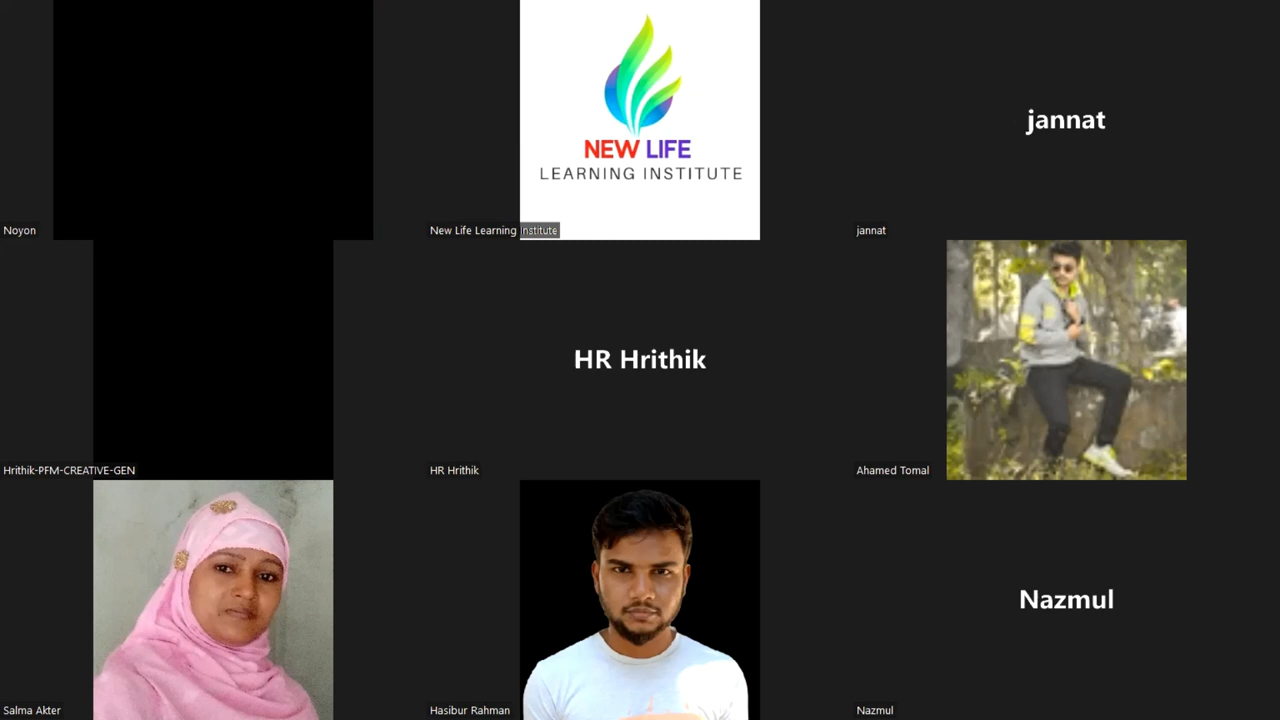 NEW LIFE
LEARNING INSTITUTE
jannat
Noyon
New Life Learning Institute
jannat
HR Hrithik
Hrithik-PFM-CREATIVE-GEN
HR Hrithik
Ahamed Tomal
Nazmul
Salma Akter
Hasibur Rahman
Nazmul